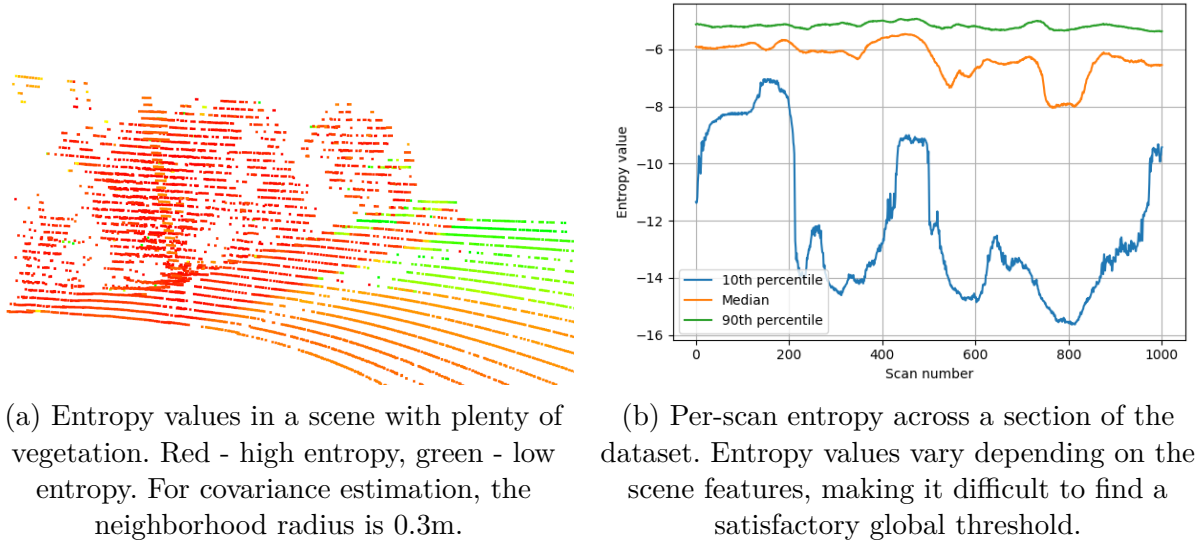 −6
−8
−10
−12
−14
−16
Entropy value
10th percentile
Median
90th percentile
0
200
400
600
800
1000
Scan number
(a) Entropy values in a scene with plenty of
vegetation. Red - high entropy, green - low
entropy. For covariance estimation, the
neighborhood radius is 0.3m.
(b) Per-scan entropy across a section of the
dataset. Entropy values vary depending on the
scene features, making it difficult to find a
satisfactory global threshold.